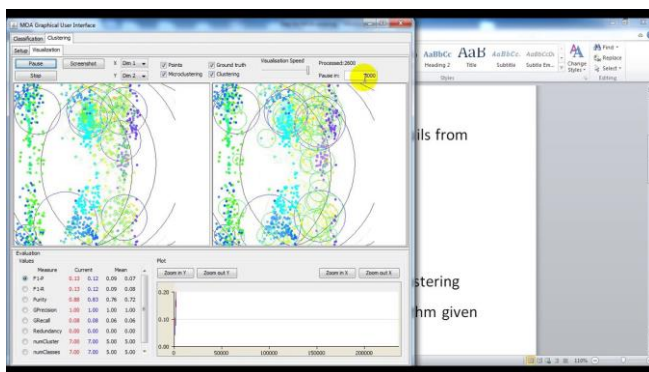 MOA Graphical User Interface
Classification Clustering
Setup Visualization
Pause Screenshot X Dim 1 Points Ground truth Visualisation Speed Processed: 2600
Stop Y Dim 2 Microclustering Clustering Pause in: 5000
Evaluation
Values
Measure Current Mean
F1-P 0.13 0.12 0.09 0.07
F1-R 0.13 0.12 0.09 0.08
Purity 0.88 0.83 0.76 0.72
GPrecision 1.00 1.00 1.00 1.00
GRecall 0.08 0.08 0.06 0.06
Redundancy 0.00 0.00 0.00 0.00
numCluster 7.00 7.00 5.00 5.00
numClasses 7.00 7.00 5.00 5.00
Plot
Zoom in Y Zoom out Y Zoom in X Zoom out X
0.20
0.10
0.00
0 50000 100000 150000 200000
AaBbCc AaB AaBbCc. AaBbCcDi
Heading 2 Title Subtitle Subtle Em...
Change Styles
Find
Replace
Select
Styles Editing
ils from
stering
hm given
110%